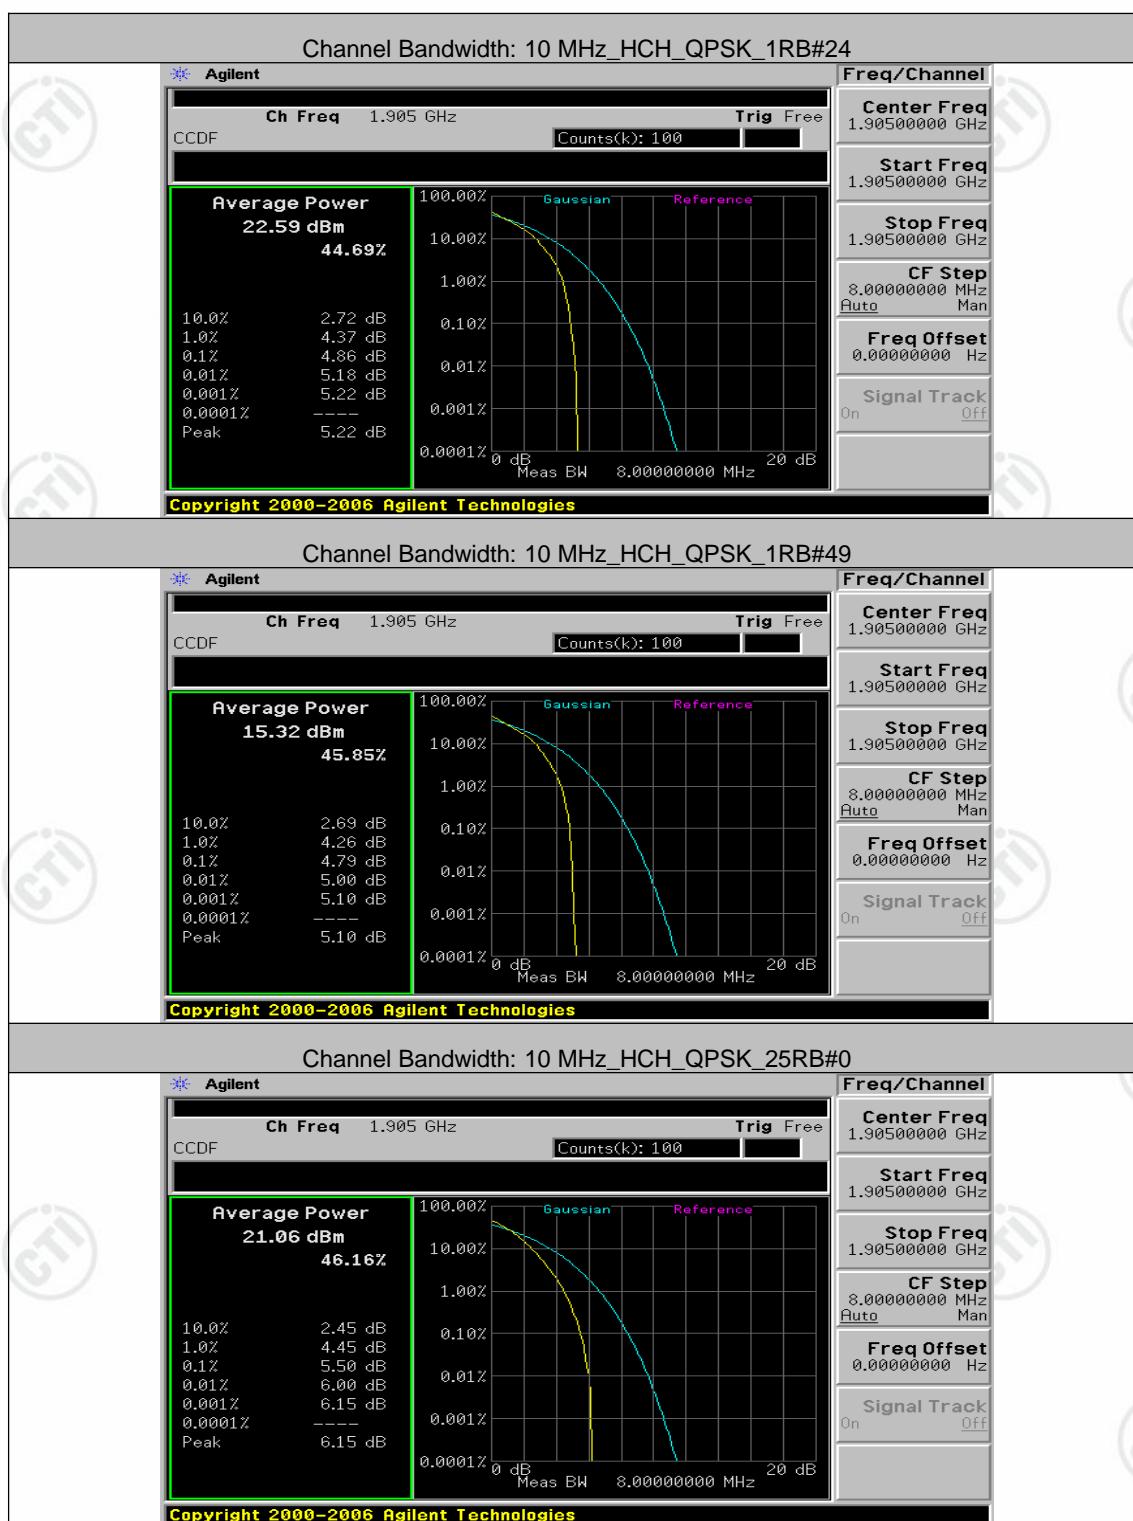 Channel Bandwidth: 10 MHz_HCH_QPSK_1RB#24
Agilent
Freq/Channel
Ch Freq 1.905 GHz
Trig Free
CCDF
Counts(k): 100
Average Power
22.59 dBm
44.69%
10.0% 2.72 dB
1.0% 4.37 dB
0.1% 4.86 dB
0.01% 5.18 dB
0.001% 5.22 dB
0.0001% ----
Peak 5.22 dB
100.00%
10.00%
1.00%
0.10%
0.01%
0.001%
0.0001%
Gaussian
Reference
0 dB
20 dB
Meas BW 8.00000000 MHz
Center Freq
1.90500000 GHz
Start Freq
1.90500000 GHz
Stop Freq
1.90500000 GHz
CF Step
8.00000000 MHz
Auto Man
Freq Offset
0.00000000 Hz
Signal Track
On Off
Copyright 2000-2006 Agilent Technologies
Channel Bandwidth: 10 MHz_HCH_QPSK_1RB#49
Agilent
Freq/Channel
Ch Freq 1.905 GHz
Trig Free
CCDF
Counts(k): 100
Average Power
15.32 dBm
45.85%
10.0% 2.69 dB
1.0% 4.26 dB
0.1% 4.79 dB
0.01% 5.00 dB
0.001% 5.10 dB
0.0001% ----
Peak 5.10 dB
100.00%
10.00%
1.00%
0.10%
0.01%
0.001%
0.0001%
Gaussian
Reference
0 dB
20 dB
Meas BW 8.00000000 MHz
Center Freq
1.90500000 GHz
Start Freq
1.90500000 GHz
Stop Freq
1.90500000 GHz
CF Step
8.00000000 MHz
Auto Man
Freq Offset
0.00000000 Hz
Signal Track
On Off
Copyright 2000-2006 Agilent Technologies
Channel Bandwidth: 10 MHz_HCH_QPSK_25RB#0
Agilent
Freq/Channel
Ch Freq 1.905 GHz
Trig Free
CCDF
Counts(k): 100
Average Power
21.06 dBm
46.16%
10.0% 2.45 dB
1.0% 4.45 dB
0.1% 5.50 dB
0.01% 6.00 dB
0.001% 6.15 dB
0.0001% ----
Peak 6.15 dB
100.00%
10.00%
1.00%
0.10%
0.01%
0.001%
0.0001%
Gaussian
Reference
0 dB
20 dB
Meas BW 8.00000000 MHz
Center Freq
1.90500000 GHz
Start Freq
1.90500000 GHz
Stop Freq
1.90500000 GHz
CF Step
8.00000000 MHz
Auto Man
Freq Offset
0.00000000 Hz
Signal Track
On Off
Copyright 2000-2006 Agilent Technologies
CTI
CTI
CTI
CTI
CTI
CTI
CTI
CTI